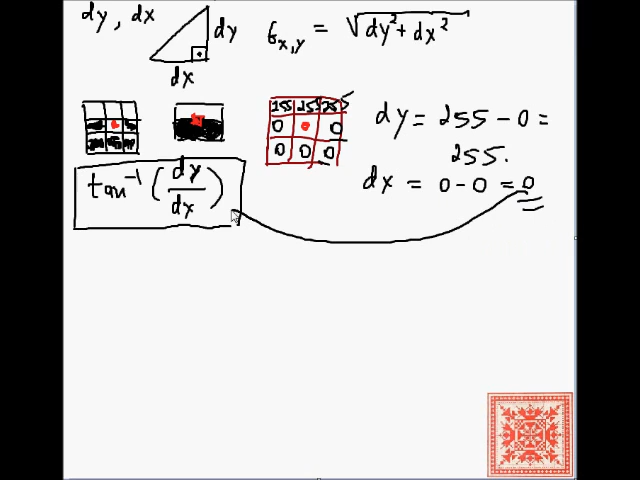 dy, dx
dy
dx
G_{x,y} = √(dy² + dx²)
255 255 255
0 0
0 0 0
dy = 255 - 0 =
255.
dx = 0 - 0 = 0
tan⁻¹ (dy/dx)